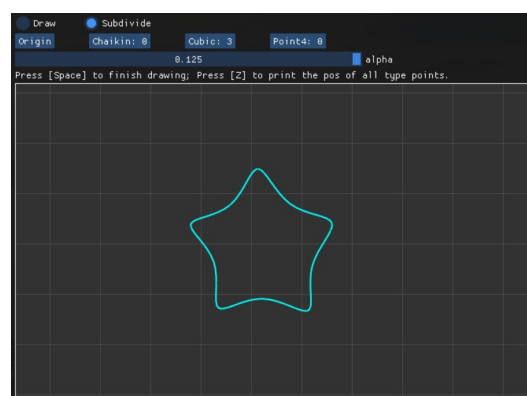 Draw Subdivide
Origin Chaikin: 0 Cubic: 3 Point4: 0
0.125 alpha
Press [Space] to finish drawing; Press [Z] to print the pos of all type points.